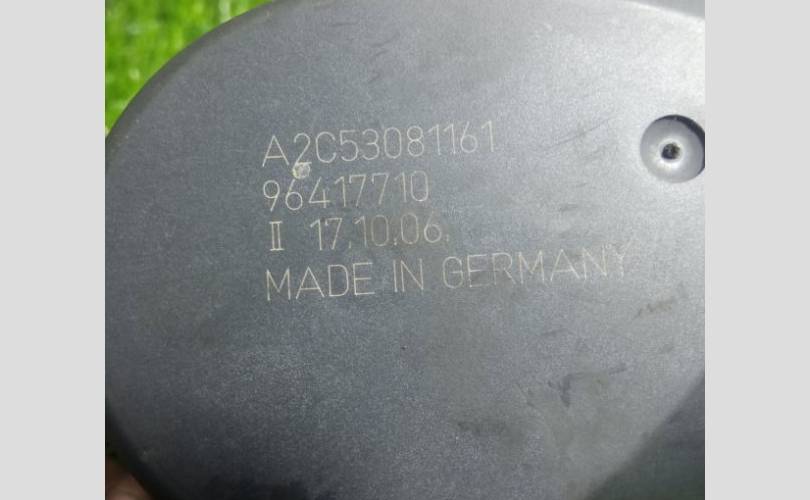 A2C53081161
96417710
II 17.10.06.
MADE IN GERMANY